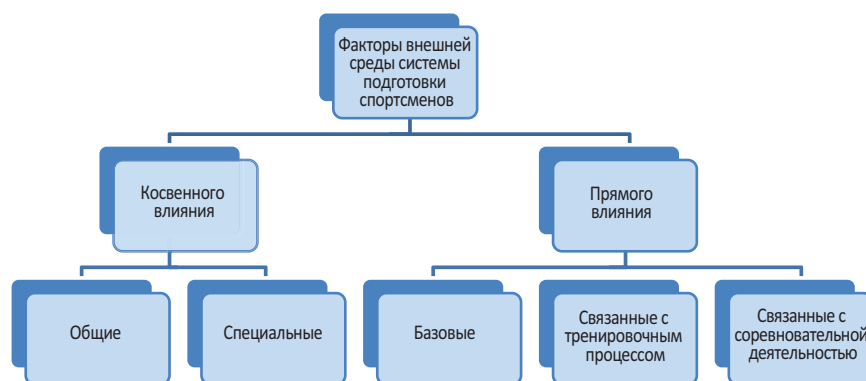 Факторы внешней
среды системы
подготовки
спортсменов
Косвенного
влияния
Прямого
влияния
Общие
Специальные
Базовые
Связанные с
тренировочным
процессом
Связанные с
соревновательной
деятельностью